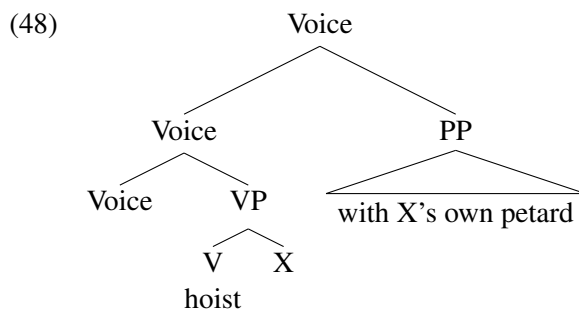 (48) Voice
Voice PP
Voice VP with X's own petard
V X
hoist